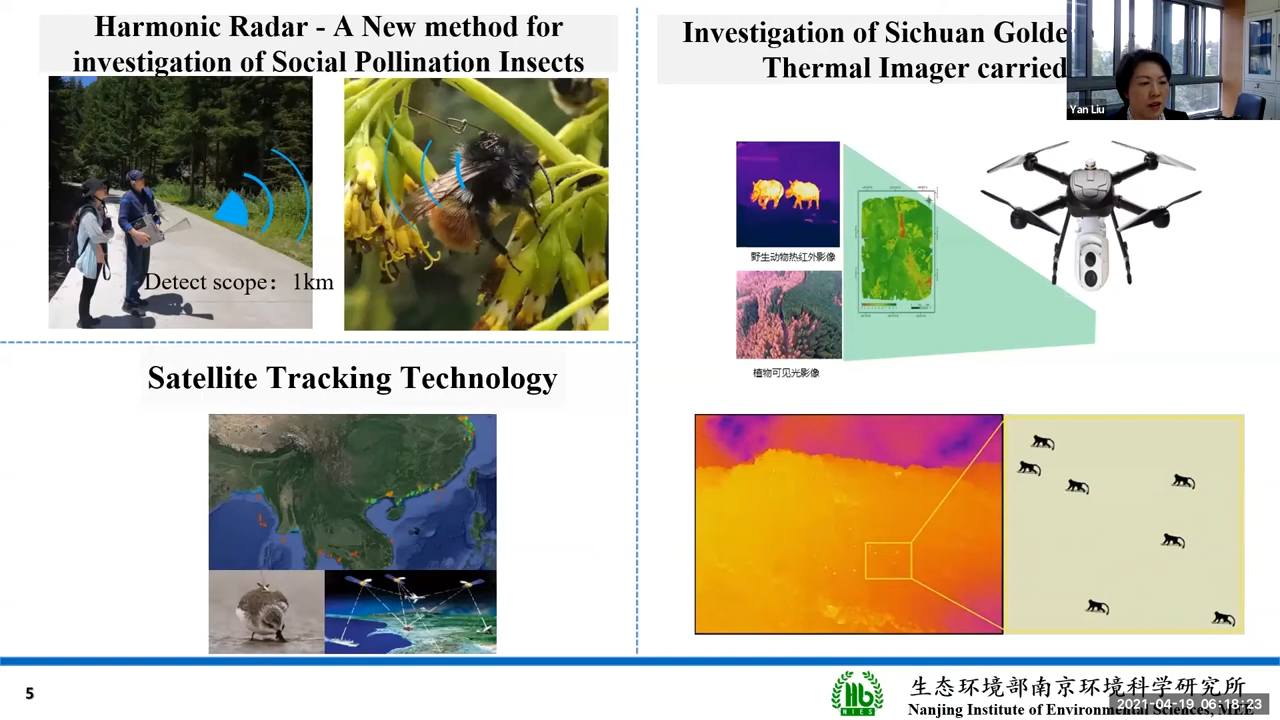 Harmonic Radar - A New method for
investigation of Social Pollination Insects
Detect scope：1km
Satellite Tracking Technology
Investigation of Sichuan Golde
Thermal Imager carried
Yan Liu
野生动物热红外影像
植物可见光影像
5
NIES
生态环境部南京环境科学研究所
Nanjing Institute of Environmental Sciences, MEE
2021-04-19 06:18:23